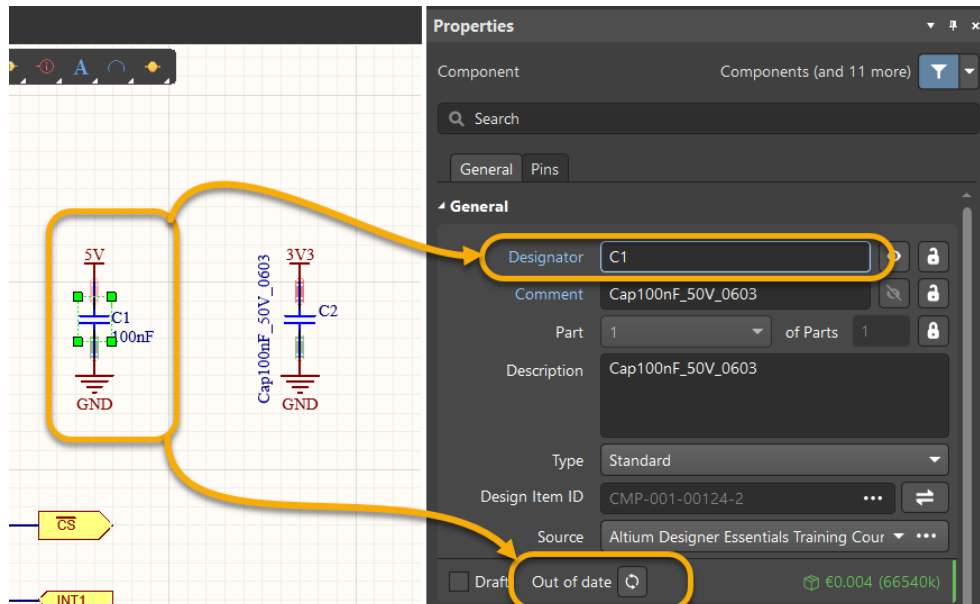 Properties
Component
Components (and 11 more)
Search
General
Pins
General
Designator
C1
Comment
Cap100nF_50V_0603
Part
1
of Parts
1
Description
Cap100nF_50V_0603
Type
Standard
Design Item ID
CMP-001-00124-2
Source
Altium Designer Essentials Training Cour
Draft
Out of date
€0.004 (66540k)
A
5V
C1
100nF
GND
3V3
Cap100nF_50V_0603
C2
GND
CS
INT1